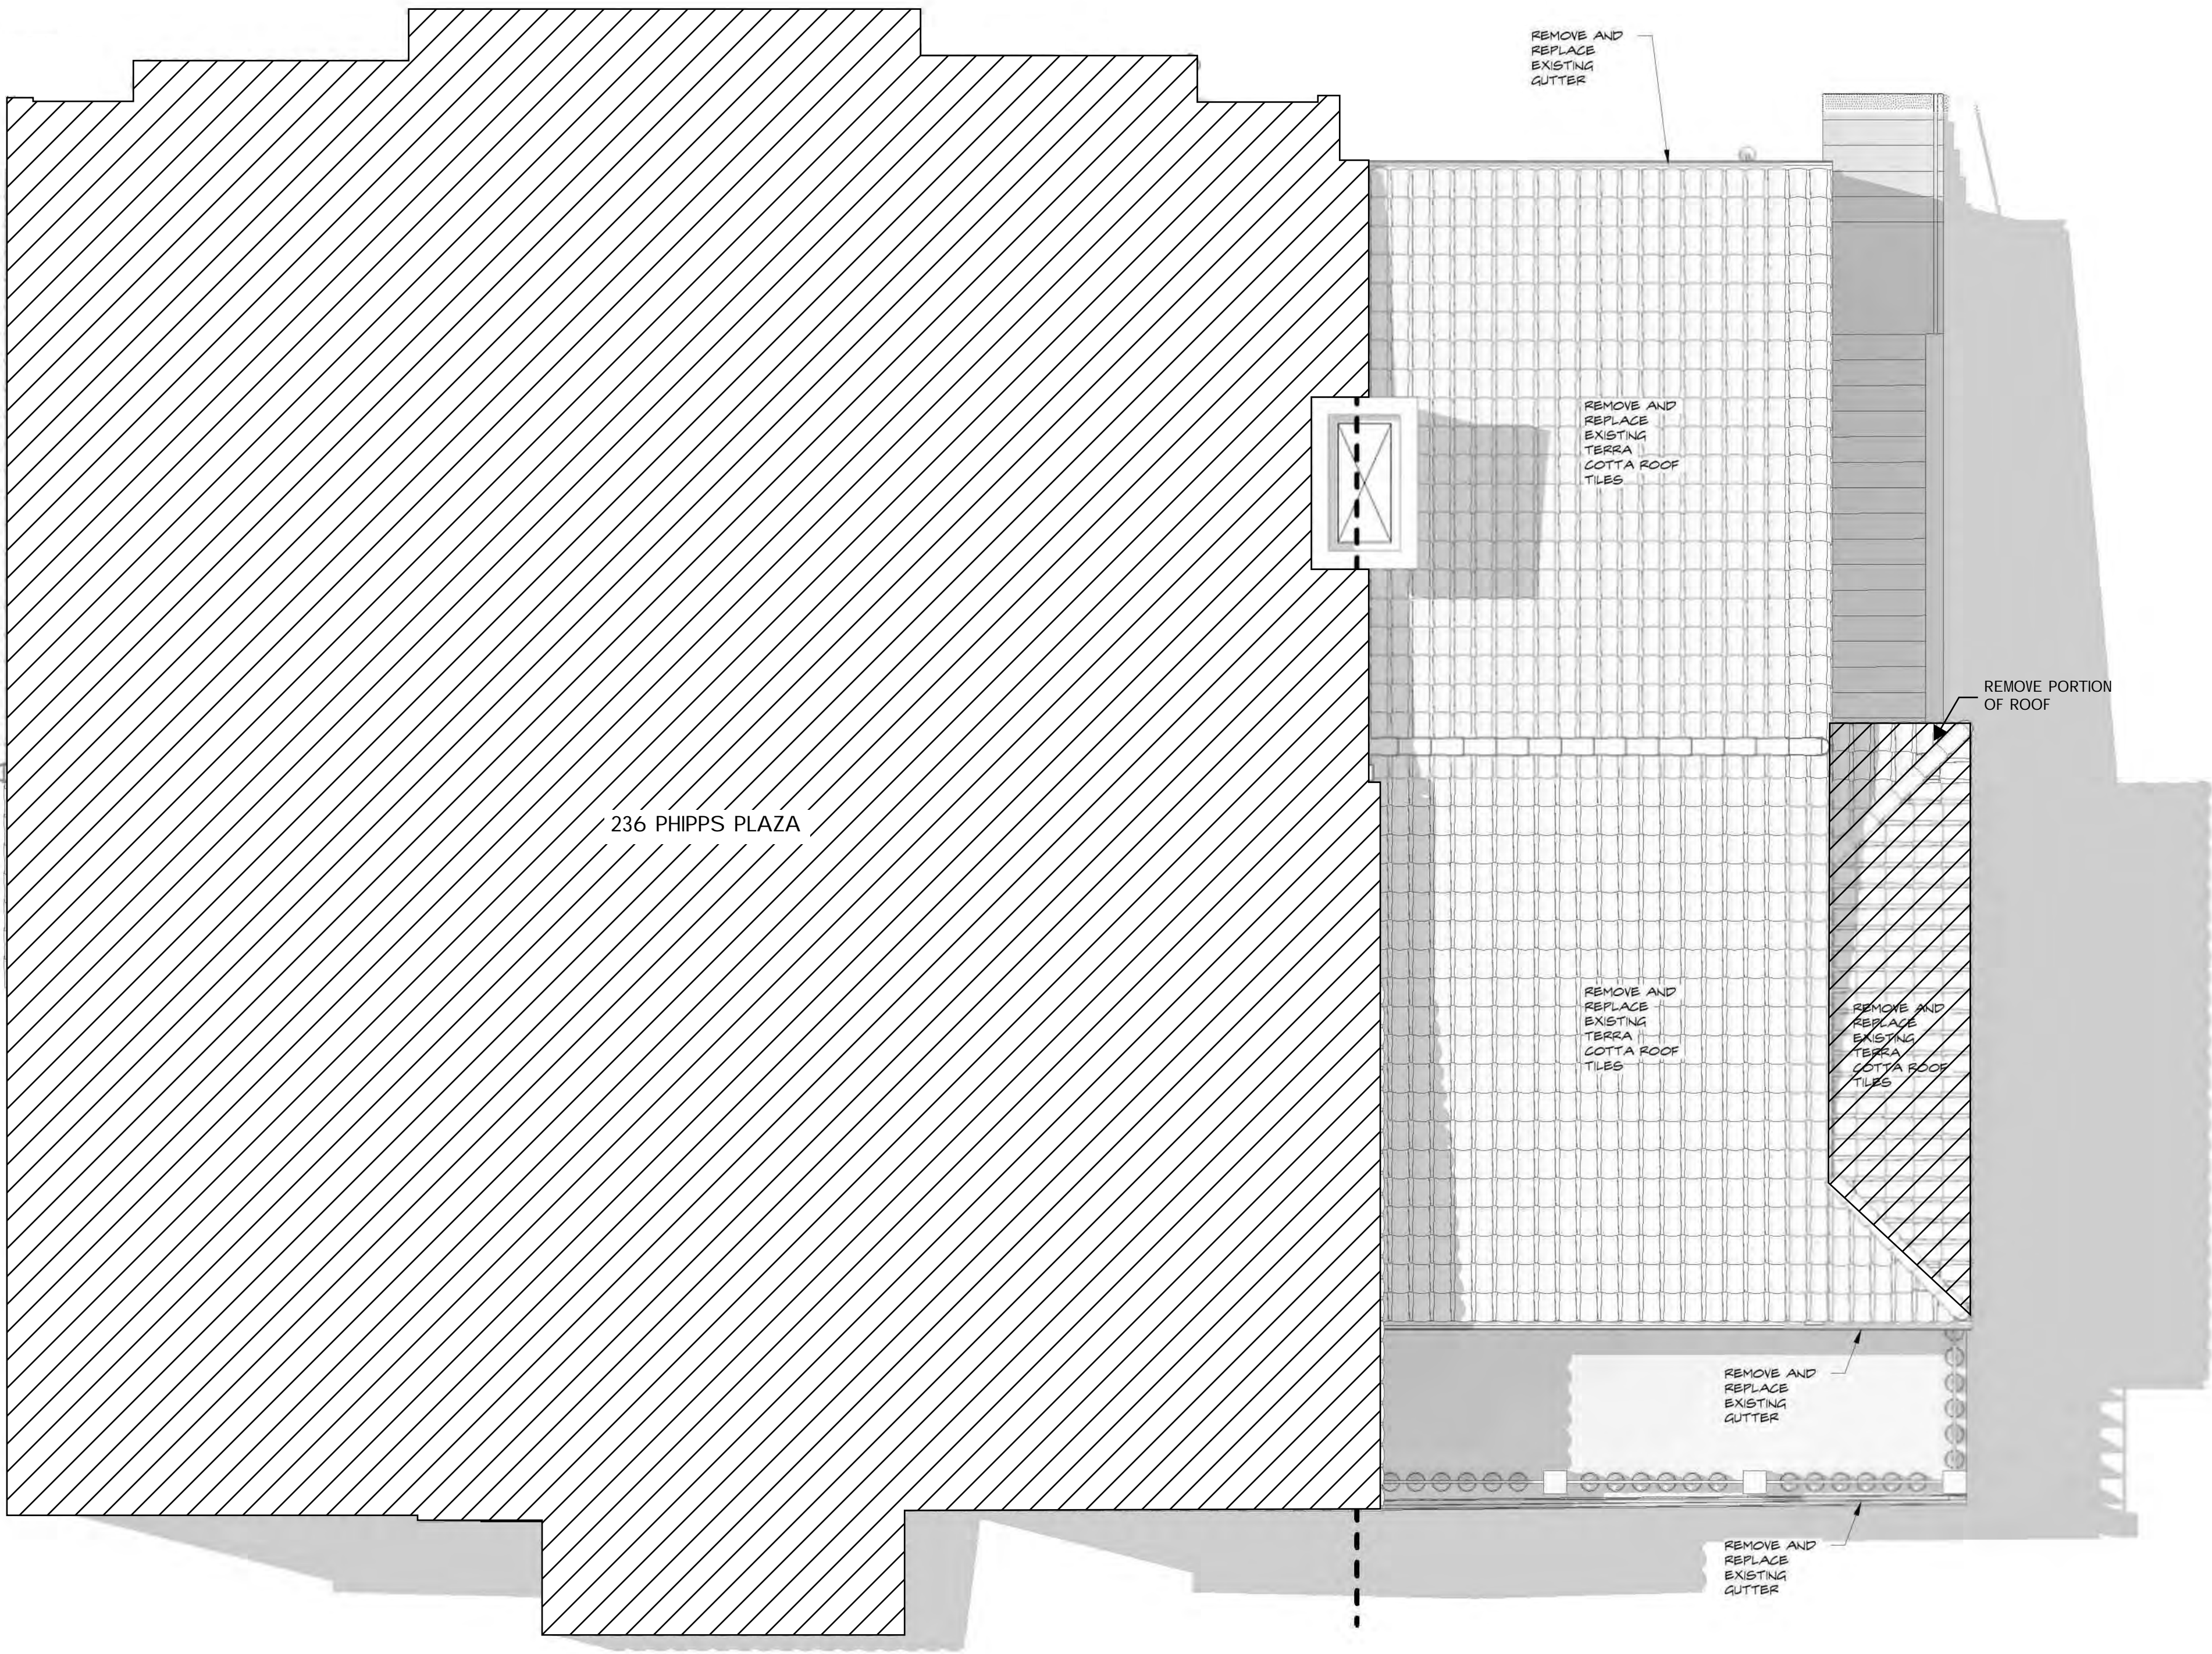 REMOVE AND
REPLACE
EXISTING
GUTTER
REMOVE AND
REPLACE
EXISTING
TERRA
COTTA ROOF
TILES
REMOVE PORTION
OF ROOF
236 PHIPPS PLAZA
REMOVE AND
REPLACE
EXISTING
TERRA
COTTA ROOF
TILES
REMOVE AND
REPLACE
EXISTING
TERRA
COTTA ROOF
TILES
REMOVE AND
REPLACE
EXISTING
GUTTER
REMOVE AND
REPLACE
EXISTING
GUTTER